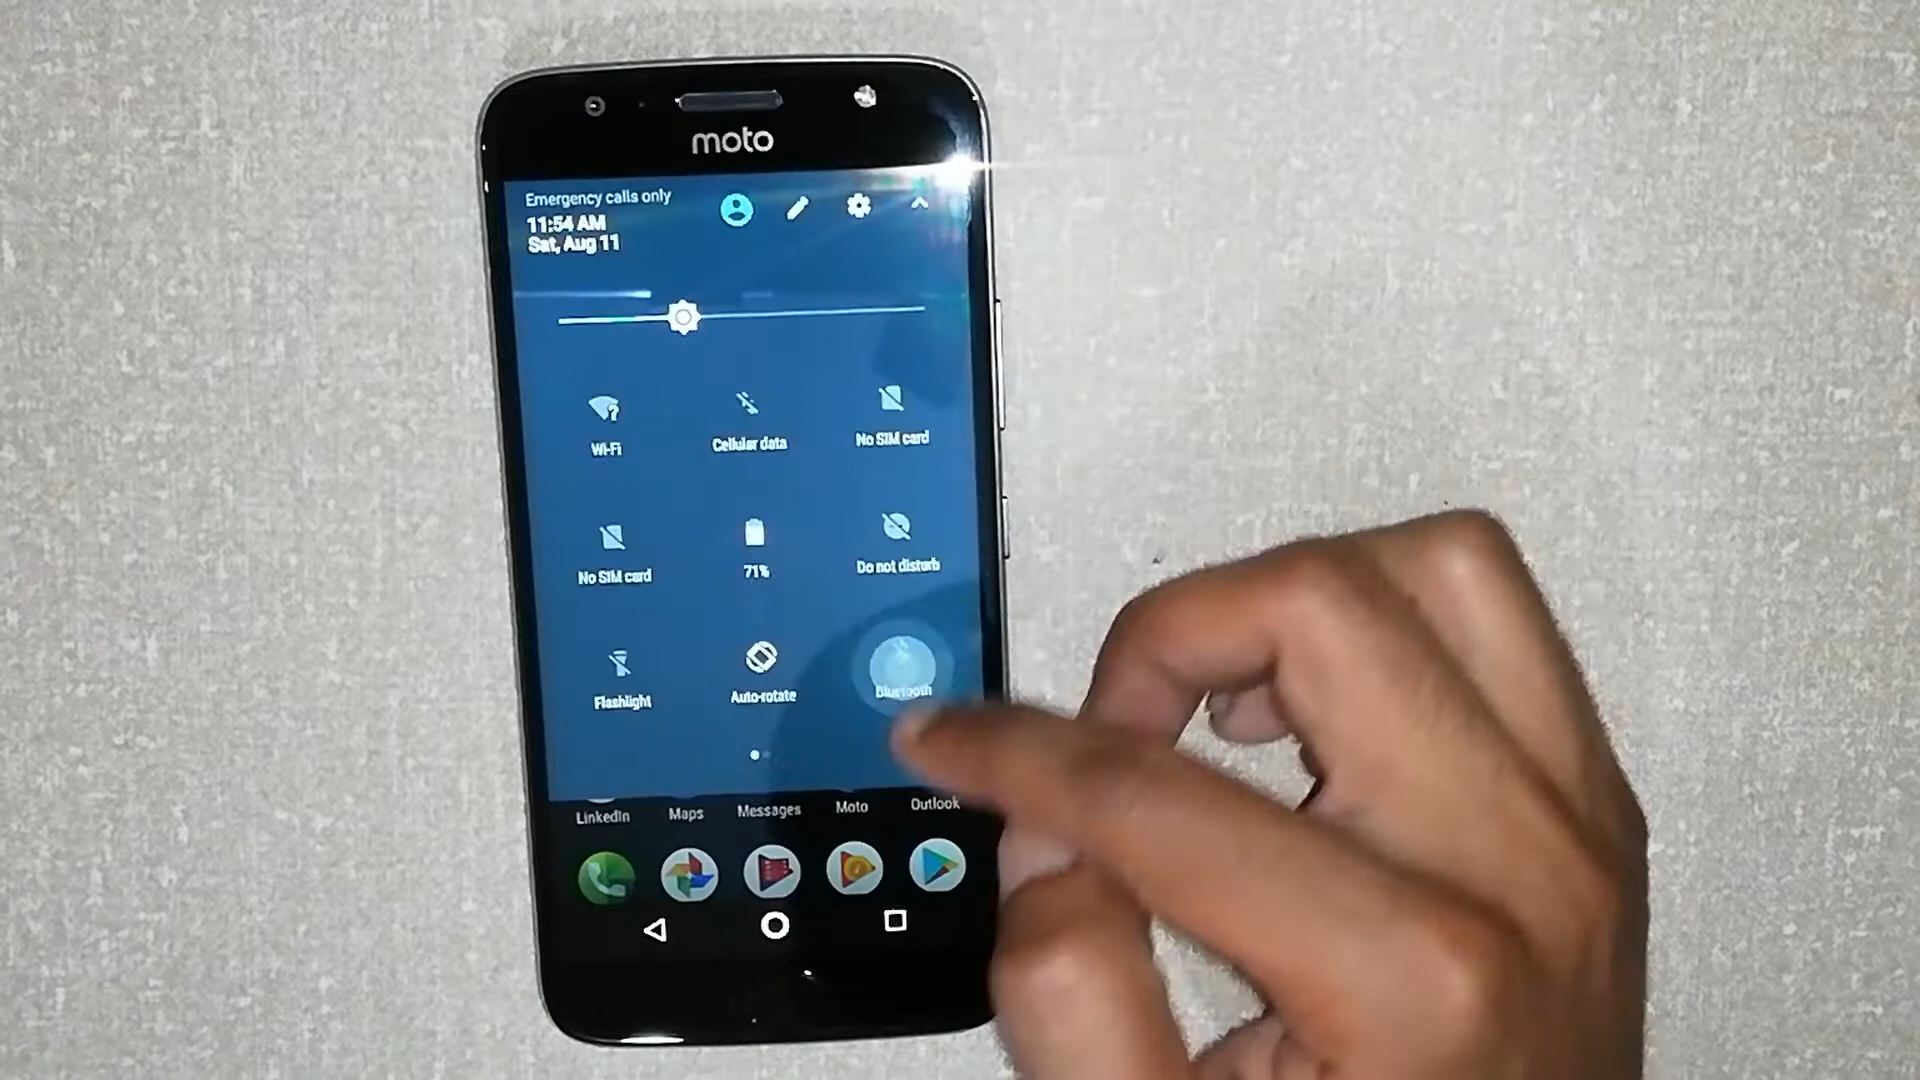 moto
Emergency calls only
11:54 AM
Sat, Aug 11
Wi-Fi
Cellular data
No SIM card
No SIM card
71%
Do not disturb
Flashlight
Auto-rotate
Bluetooth
LinkedIn
Maps
Messages
Moto
Outlook